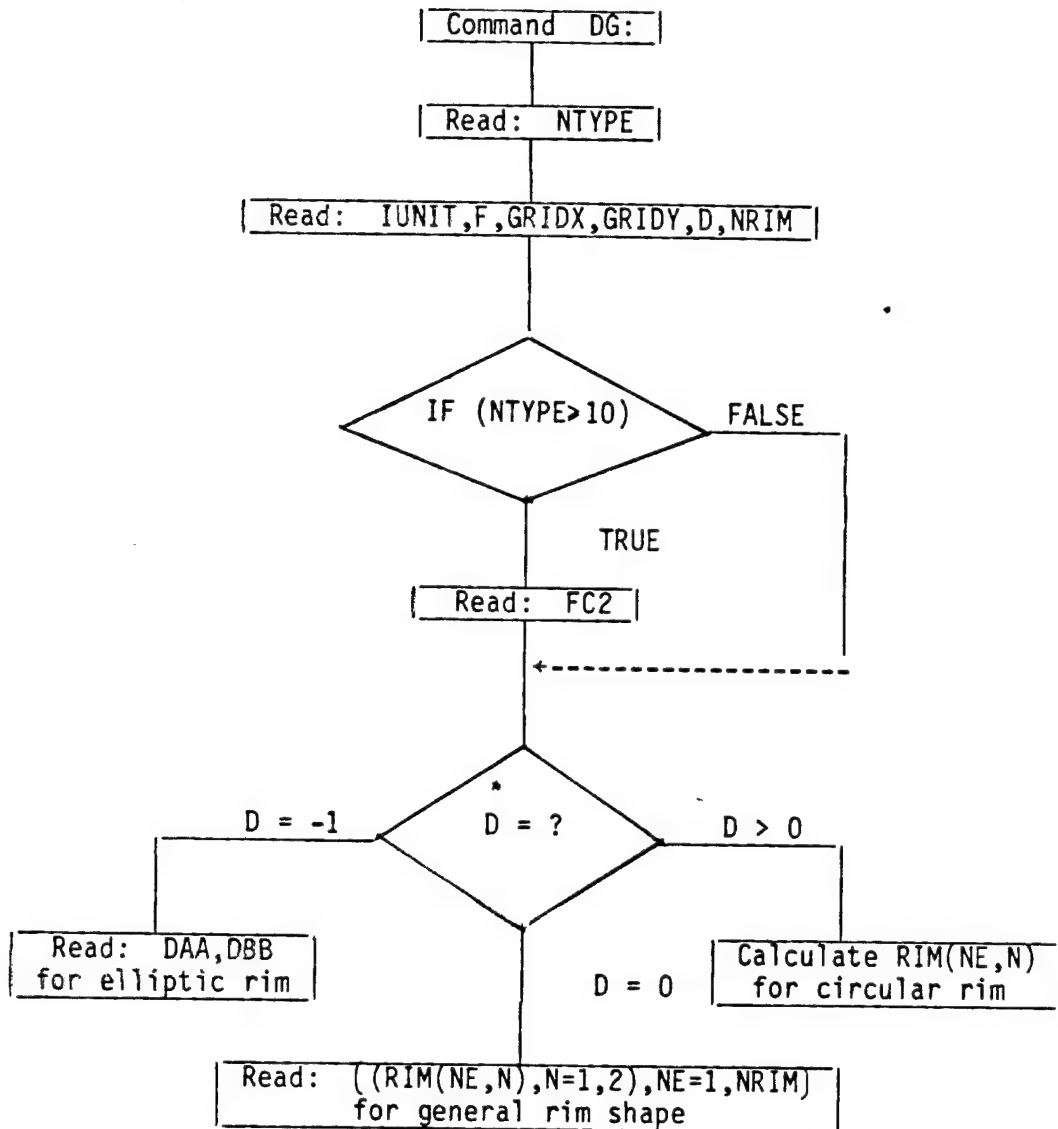 Command DG:
Read: NTYPE
Read: IUNIT,F,GRIDX,GRIDY,D,NRIM
IF (NTYPE>10)
FALSE
TRUE
Read: FC2
*
D = ?
D = -1
D > 0
Read: DAA,DBB
for elliptic rim
D = 0
Calculate RIM(NE,N)
for circular rim
Read: ((RIM(NE,N),N=1,2),NE=1,NRIM)
for general rim shape